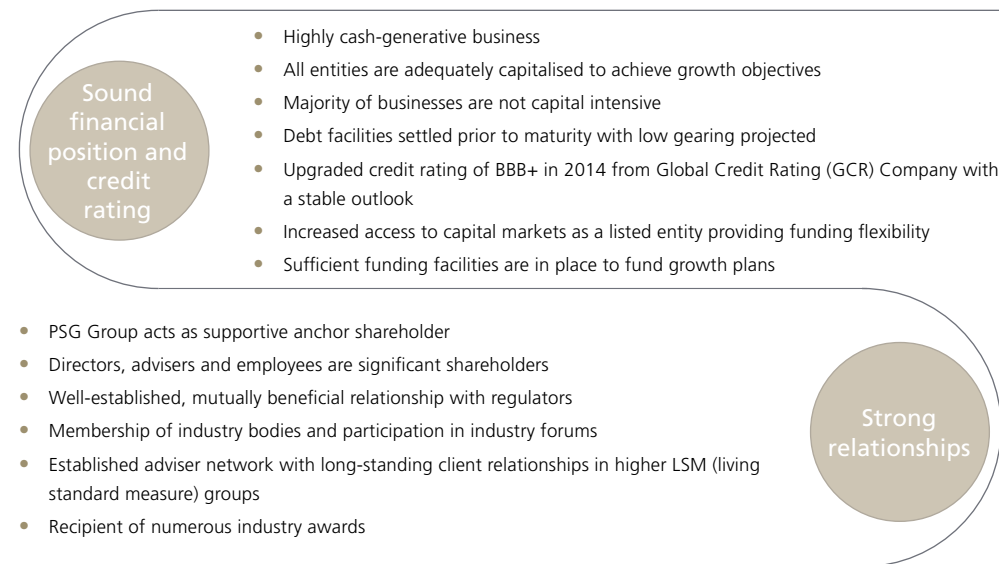 Sound
financial
position and
credit
rating
• Highly cash-generative business
• All entities are adequately capitalised to achieve growth objectives
• Majority of businesses are not capital intensive
• Debt facilities settled prior to maturity with low gearing projected
• Upgraded credit rating of BBB+ in 2014 from Global Credit Rating (GCR) Company with
a stable outlook
• Increased access to capital markets as a listed entity providing funding flexibility
• Sufficient funding facilities are in place to fund growth plans
• PSG Group acts as supportive anchor shareholder
• Directors, advisers and employees are significant shareholders
• Well-established, mutually beneficial relationship with regulators
• Membership of industry bodies and participation in industry forums
• Established adviser network with long-standing client relationships in higher LSM (living
standard measure) groups
• Recipient of numerous industry awards
Strong
relationships